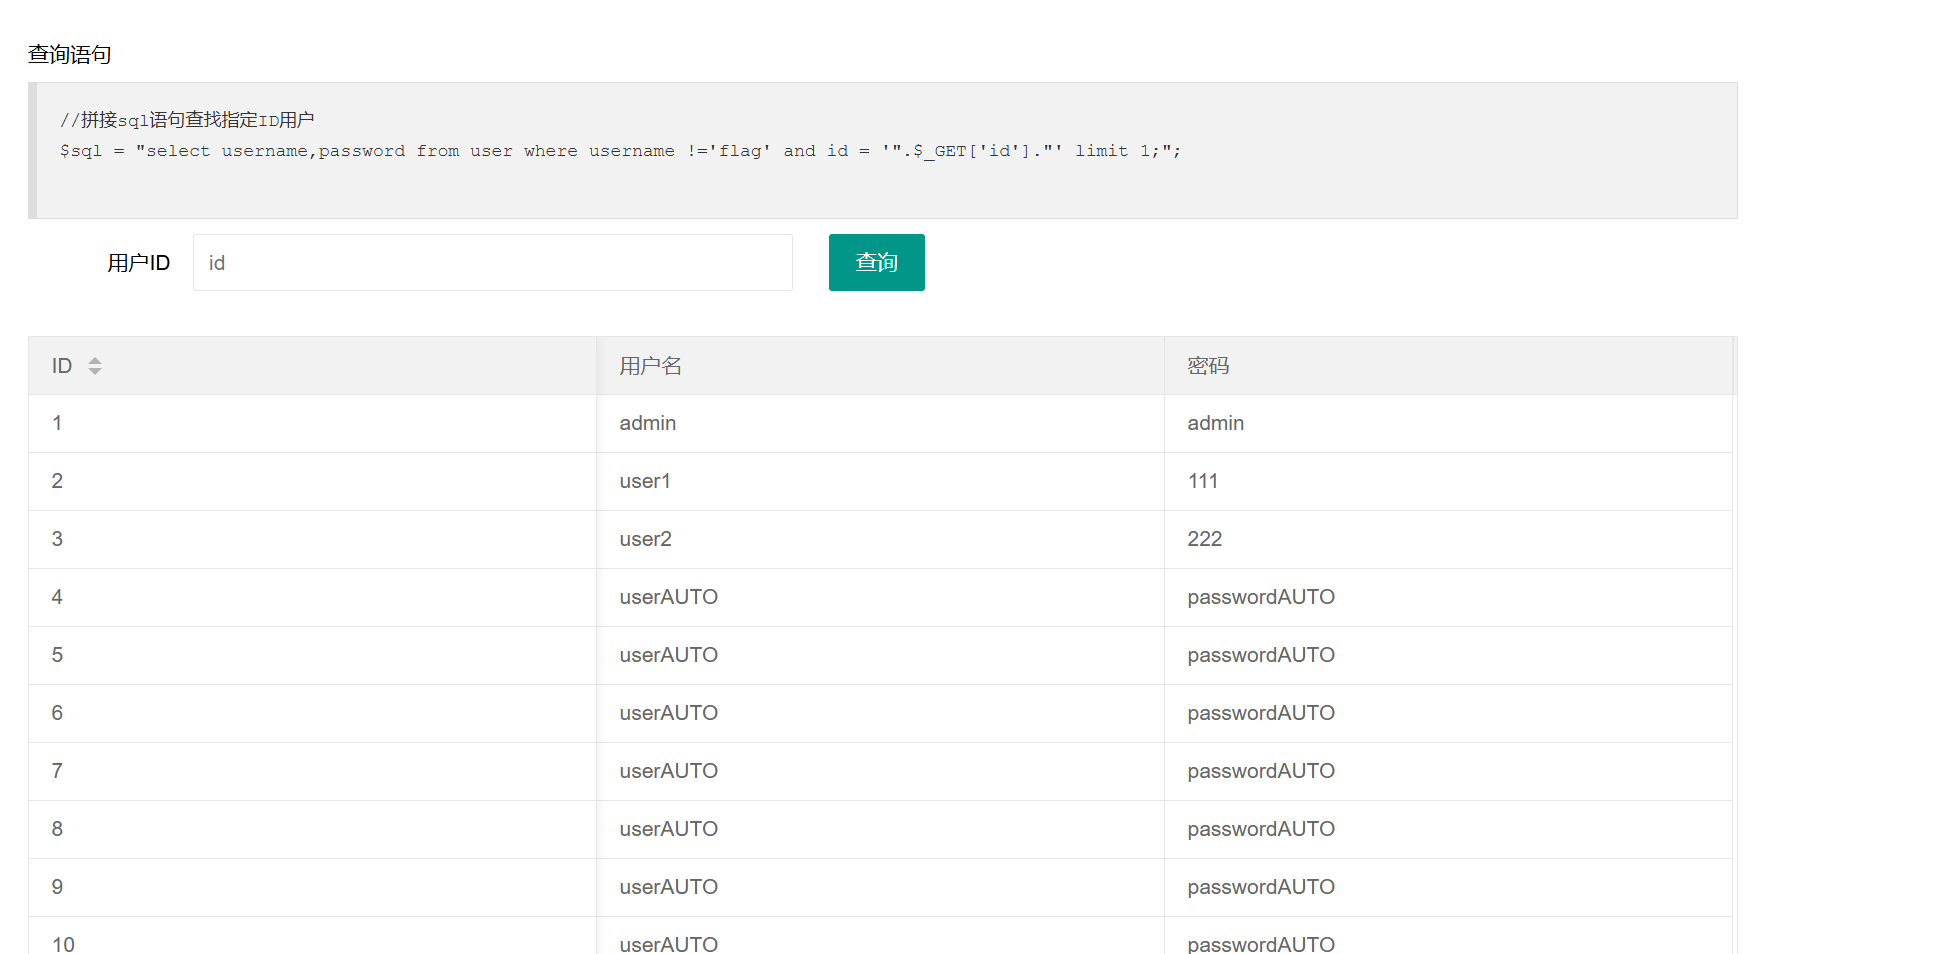 查询语句
//拼接sql语句查找指定ID用户
$sql = "select username,password from user where username !='flag' and id = '".$_GET['id']."' limit 1;";
用户ID id 查询
ID 用户名 密码
1 admin admin
2 user1 111
3 user2 222
4 userAUTO passwordAUTO
5 userAUTO passwordAUTO
6 userAUTO passwordAUTO
7 userAUTO passwordAUTO
8 userAUTO passwordAUTO
9 userAUTO passwordAUTO
10 userAUTO passwordAUTO